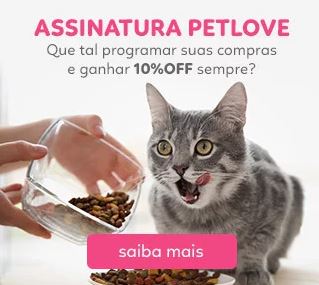 ASSINATURA PETLOVE
Que tal programar suas compras
e ganhar 10%OFF sempre?
saiba mais